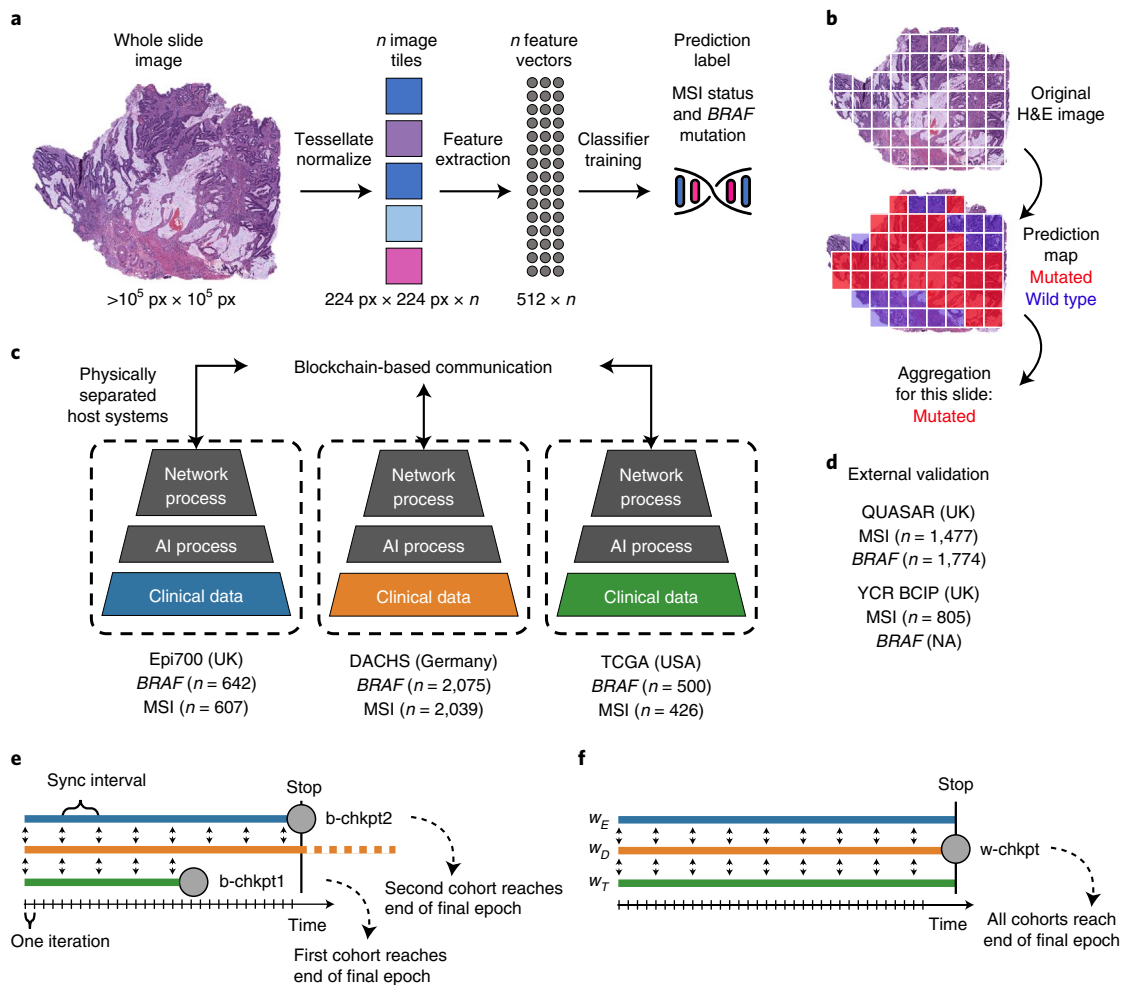 a
Whole slide
image
n image
tiles
n feature
vectors
Prediction
label
MSI status
and BRAF
mutation
Tessellate
normalize
Feature
extraction
Classifier
training
>10⁵ px × 10⁵ px
224 px × 224 px × n
512 × n
b
Original
H&E image
Prediction
map
Mutated
Wild type
Aggregation
for this slide:
Mutated
c
Physically
separated
host systems
Blockchain-based communication
Network
process
AI process
Clinical data
Network
process
AI process
Clinical data
Network
process
AI process
Clinical data
Epi700 (UK)
BRAF (n = 642)
MSI (n = 607)
DACHS (Germany)
BRAF (n = 2,075)
MSI (n = 2,039)
TCGA (USA)
BRAF (n = 500)
MSI (n = 426)
d
External validation
QUASAR (UK)
MSI (n = 1,477)
BRAF (n = 1,774)
YCR BCIP (UK)
MSI (n = 805)
BRAF (NA)
e
Sync interval
Stop
b-chkpt2
b-chkpt1
Time
One iteration
Second cohort reaches
end of final epoch
First cohort reaches
end of final epoch
f
Stop
w_E
w_D
w_T
w-chkpt
Time
All cohorts reach
end of final epoch